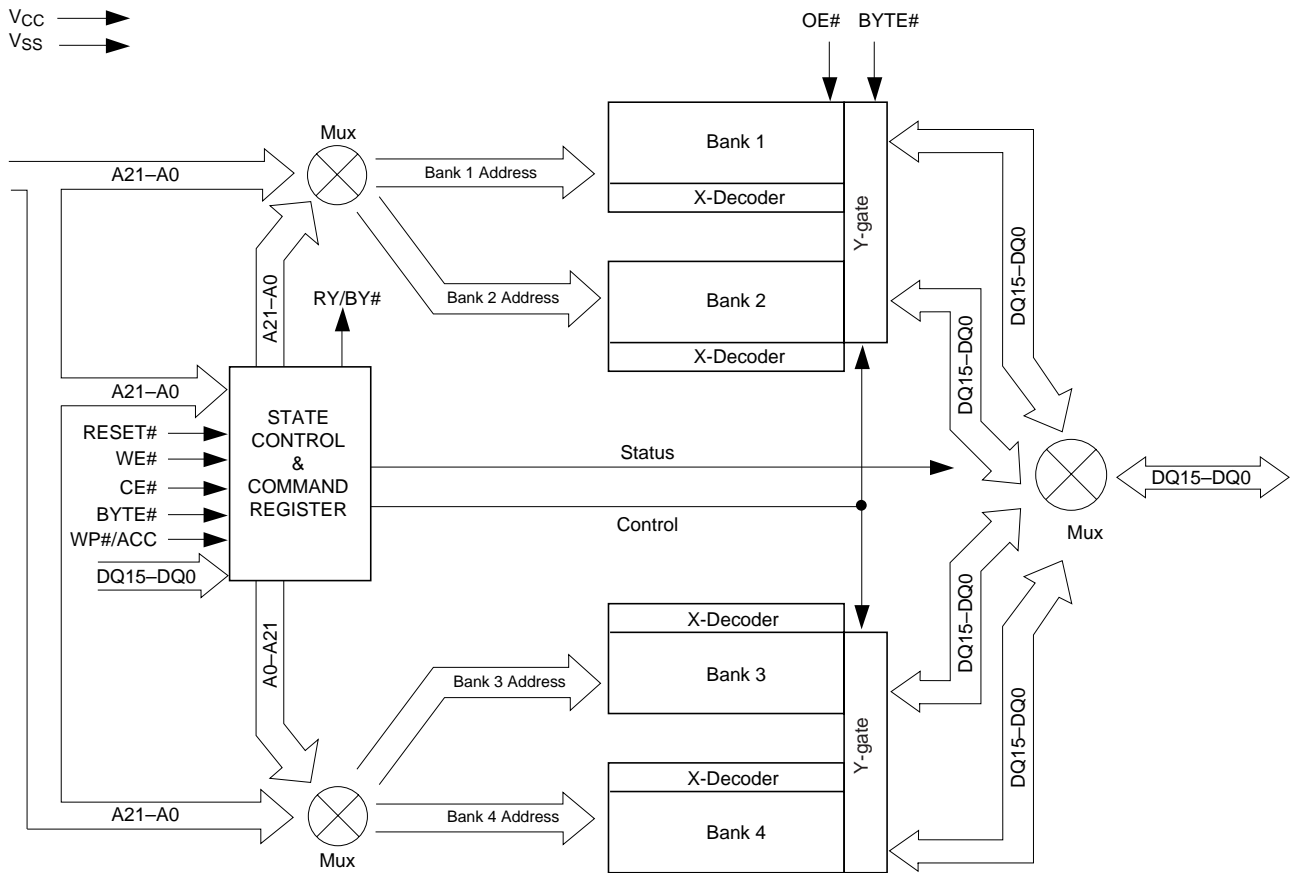 VCC
VSS
OE# BYTE#
Mux
A21–A0
Bank 1 Address
Bank 1
X-Decoder
Y-gate
DQ15–DQ0
A21–A0
RY/BY#
Bank 2 Address
Bank 2
X-Decoder
DQ15–DQ0
A21–A0
RESET#
WE#
CE#
BYTE#
WP#/ACC
DQ15–DQ0
STATE
CONTROL
&
COMMAND
REGISTER
Status
Control
DQ15–DQ0
Mux
A0–A21
X-Decoder
Bank 3 Address
Bank 3
Y-gate
DQ15–DQ0
DQ15–DQ0
X-Decoder
A21–A0
Mux
Bank 4 Address
Bank 4